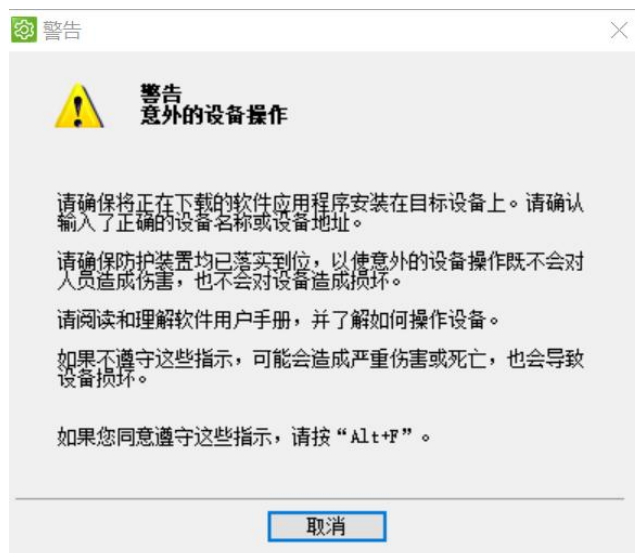 警告
警告
意外的设备操作
请确保将正在下载的软件应用程序安装在目标设备上。请确认
输入了正确的设备名称或设备地址。
请确保防护装置均已落实到位，以使意外的设备操作既不会对
人员造成伤害，也不会对设备造成损坏。
请阅读和理解软件用户手册，并了解如何操作设备。
如果不遵守这些指示，可能会造成严重伤害或死亡，也会导致
设备损坏。
如果您同意遵守这些指示，请按“Alt+F”。
取消